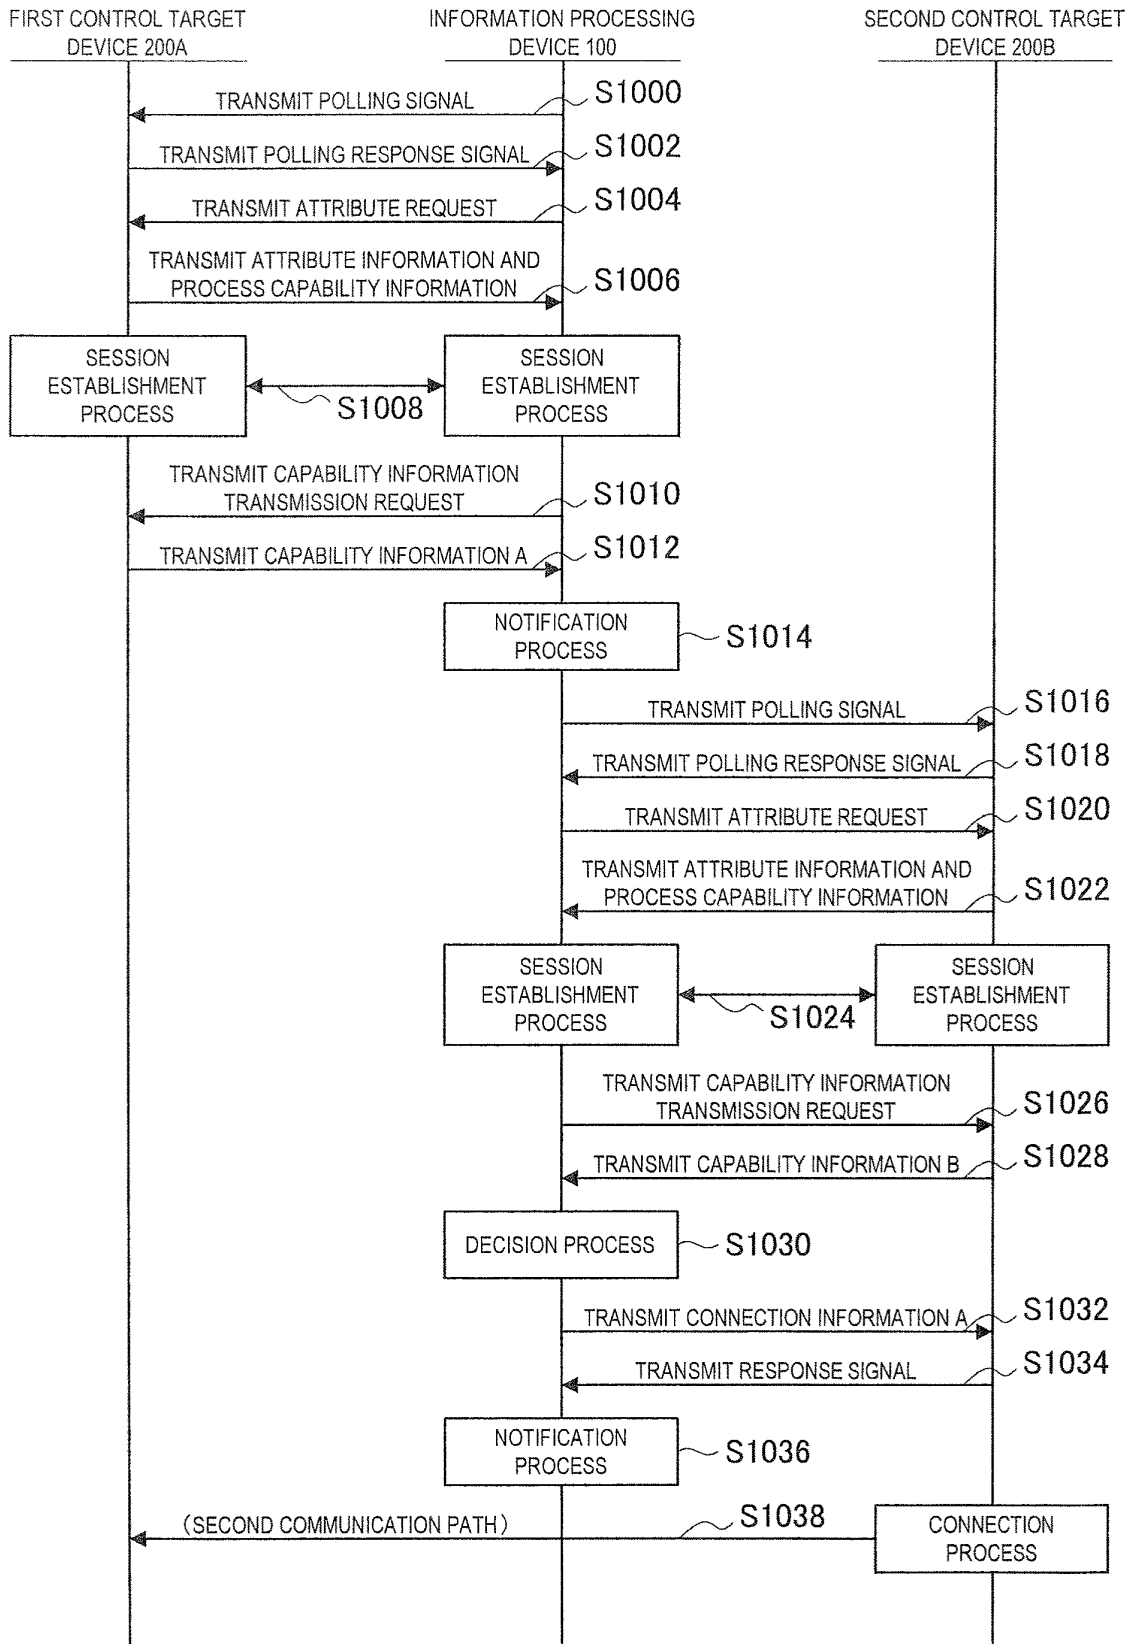 FIRST CONTROL TARGET
DEVICE 200A
INFORMATION PROCESSING
DEVICE 100
SECOND CONTROL TARGET
DEVICE 200B
TRANSMIT POLLING SIGNAL
S1000
TRANSMIT POLLING RESPONSE SIGNAL
S1002
TRANSMIT ATTRIBUTE REQUEST
S1004
TRANSMIT ATTRIBUTE INFORMATION AND
PROCESS CAPABILITY INFORMATION
S1006
SESSION
ESTABLISHMENT
PROCESS
S1008
SESSION
ESTABLISHMENT
PROCESS
TRANSMIT CAPABILITY INFORMATION
TRANSMISSION REQUEST
S1010
TRANSMIT CAPABILITY INFORMATION A
S1012
NOTIFICATION
PROCESS
S1014
TRANSMIT POLLING SIGNAL
S1016
TRANSMIT POLLING RESPONSE SIGNAL
S1018
TRANSMIT ATTRIBUTE REQUEST
S1020
TRANSMIT ATTRIBUTE INFORMATION AND
PROCESS CAPABILITY INFORMATION
S1022
SESSION
ESTABLISHMENT
PROCESS
S1024
SESSION
ESTABLISHMENT
PROCESS
TRANSMIT CAPABILITY INFORMATION
TRANSMISSION REQUEST
S1026
TRANSMIT CAPABILITY INFORMATION B
S1028
DECISION PROCESS
S1030
TRANSMIT CONNECTION INFORMATION A
S1032
TRANSMIT RESPONSE SIGNAL
S1034
NOTIFICATION
PROCESS
S1036
(SECOND COMMUNICATION PATH)
S1038
CONNECTION
PROCESS